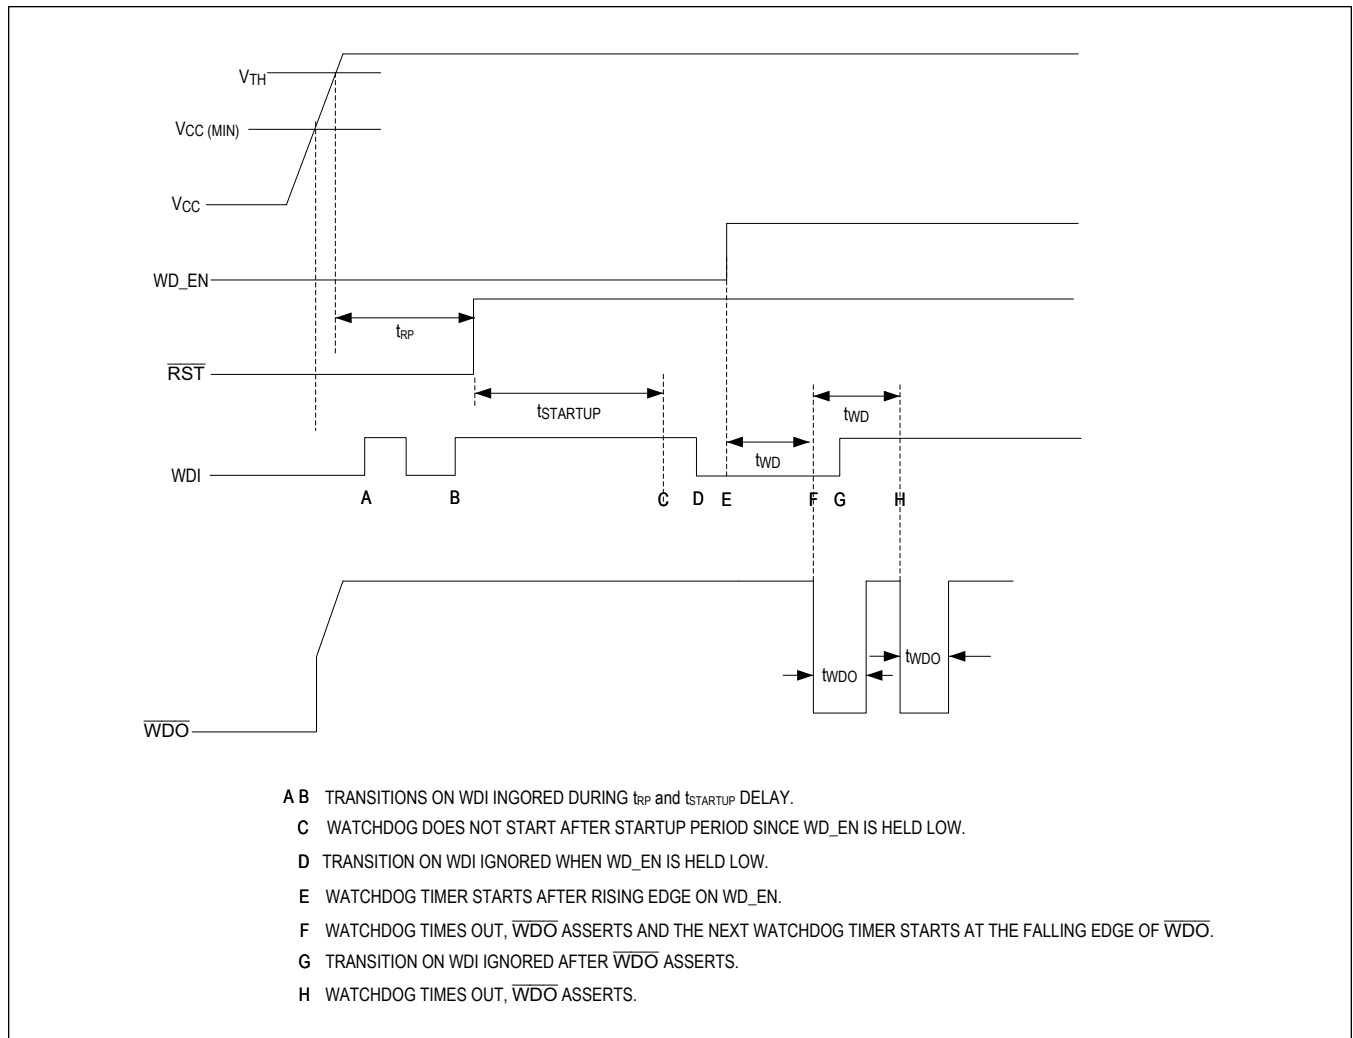 VTH
VCC (MIN)
VCC
WD_EN
tRP
RST
tSTARTUP
tWD
tWD
WDI
A B C D E F G H
tWDO
tWDO
WDO
A B TRANSITIONS ON WDI INGORED DURING tRP and tSTARTUP DELAY.
C WATCHDOG DOES NOT START AFTER STARTUP PERIOD SINCE WD_EN IS HELD LOW.
D TRANSITION ON WDI IGNORED WHEN WD_EN IS HELD LOW.
E WATCHDOG TIMER STARTS AFTER RISING EDGE ON WD_EN.
F WATCHDOG TIMES OUT, WDO ASSERTS AND THE NEXT WATCHDOG TIMER STARTS AT THE FALLING EDGE OF WDO.
G TRANSITION ON WDI IGNORED AFTER WDO ASSERTS.
H WATCHDOG TIMES OUT, WDO ASSERTS.